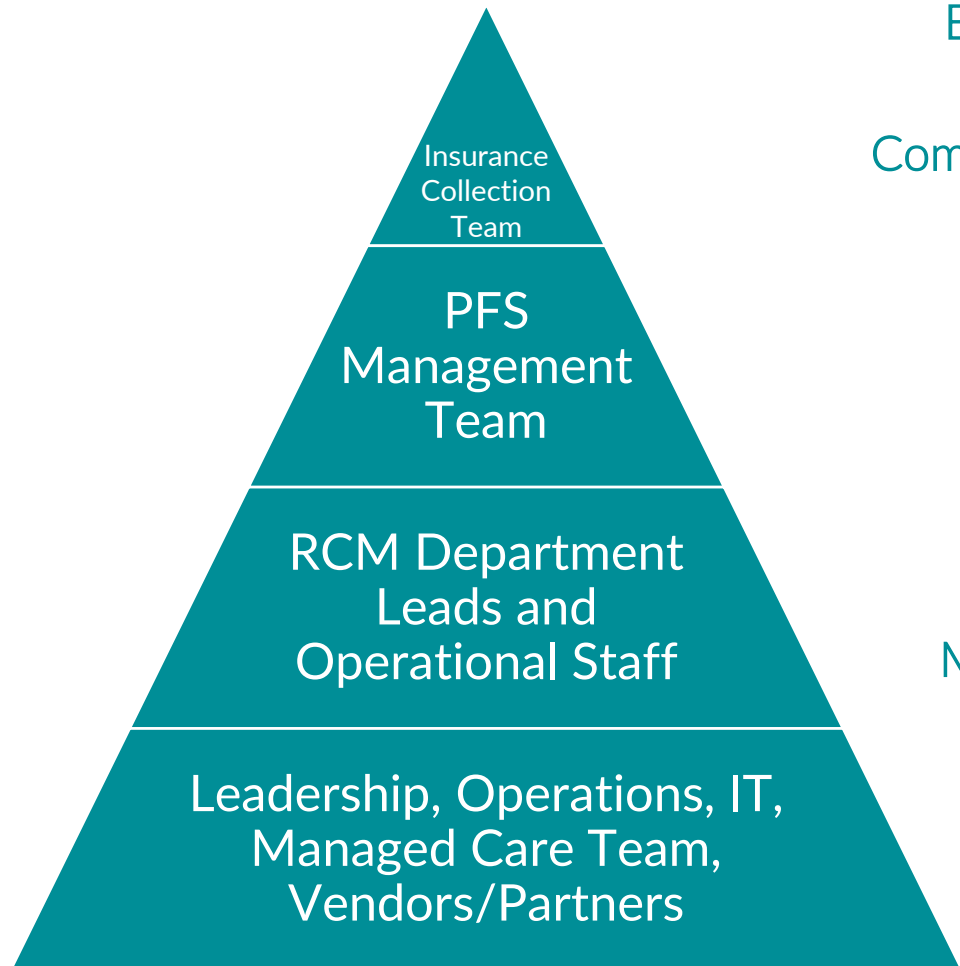 E
Com
Insurance
Collection
Team
PFS
Management
Team
RCM Department
Leads and
Operational Staff
N
Leadership, Operations, IT,
Managed Care Team,
Vendors/Partners